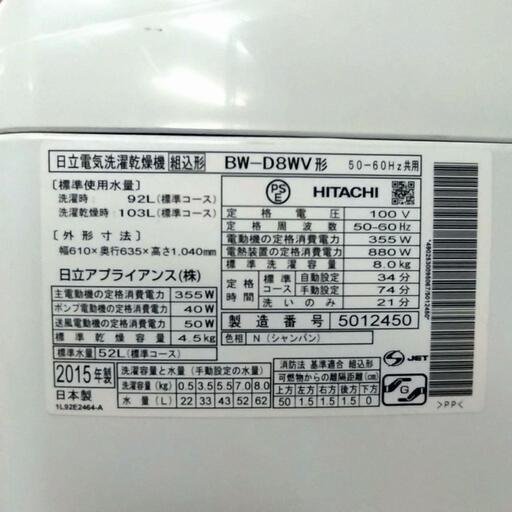 日立電気洗濯乾燥機 組込形 BW-D8WV形 50-60Hz共用
〔標準使用水量〕
洗濯時: 92L(標準コース)
洗濯乾燥時: 103L(標準コース)
〔外形寸法〕
幅610×奥行635×高さ1,040mm
日立アプライアンス(株)
主電動機の定格消費電力 355W
ポンプ電動機の定格消費電力 40W
送風電動機の定格消費電力 50W
標準乾燥容量 4.5kg
標準水量52L(標準コース)
PSE HITACHI
定格電圧 100V
定格周波数 50-60Hz
電動機の定格消費電力 355W
電熱装置の定格消費電力 880W
標準洗濯容量 8.0kg
定格時間 標準コース 自動設定 34分
手動設定 74分
洗いのみ 21分
製造番号 5012450
色相 N(シャンパン)
2015年製
日本製
1L92E2464-A
洗濯容量と水量(手動設定の水量)
洗濯容量(kg) 0.5 3.5 5.5 7.0 8.0
水量(L) 22 33 43 52 62
消防法 基準適合 組込形
可燃物からの離隔距離(cm)
上方 左方 右方 前方 後方 下方
50 1.5 1.5 1.5 0
S JET
G
>PP<